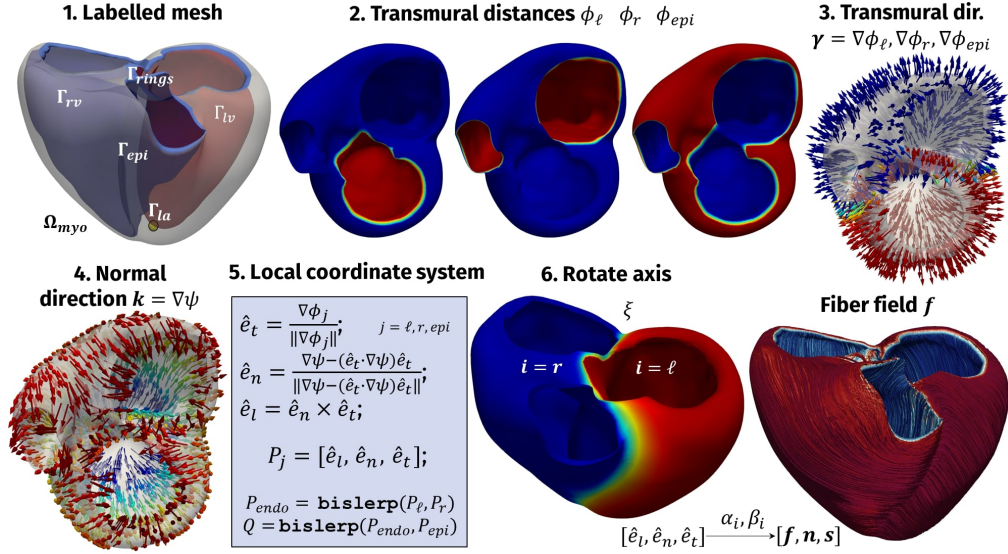 1. Labelled mesh
Γrings
Γrv
Γlv
Γepi
Γla
Ωmyo
2. Transmural distances ϕℓ ϕr ϕepi
3. Transmural dir.
γ = ∇ϕℓ, ∇ϕr, ∇ϕepi
4. Normal
direction k = ∇ψ
5. Local coordinate system
êt = ∇ϕj / ‖∇ϕj‖; j = ℓ, r, epi
ên = ∇ψ−(êt·∇ψ)êt / ‖∇ψ−(êt·∇ψ)êt‖;
êl = ên × êt;
Pj = [êl, ên, êt];
Pendo = bislerp(Pℓ, Pr)
Q = bislerp(Pendo, Pepi)
6. Rotate axis
ξ
i = r
i = ℓ
[êl, ên, êt] αi, βi → [f, n, s]
Fiber field f